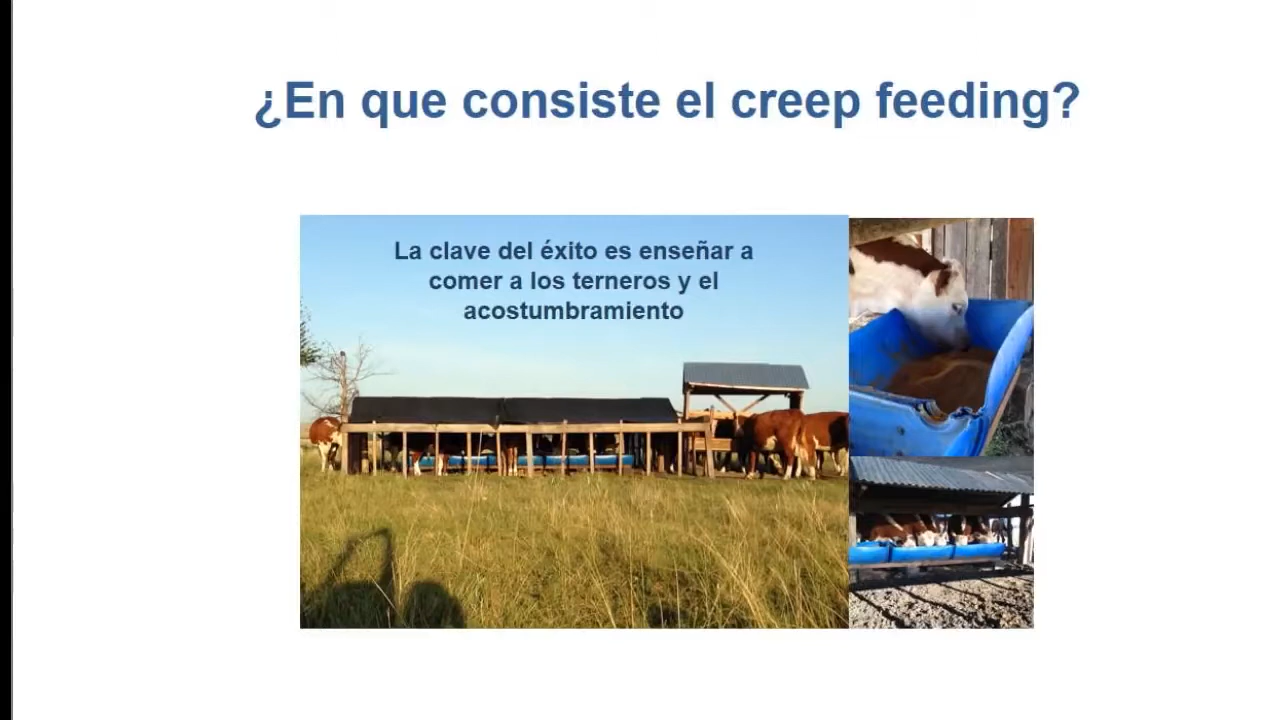 ¿En que consiste el creep feeding?
La clave del éxito es enseñar a
comer a los terneros y el
acostumbramiento